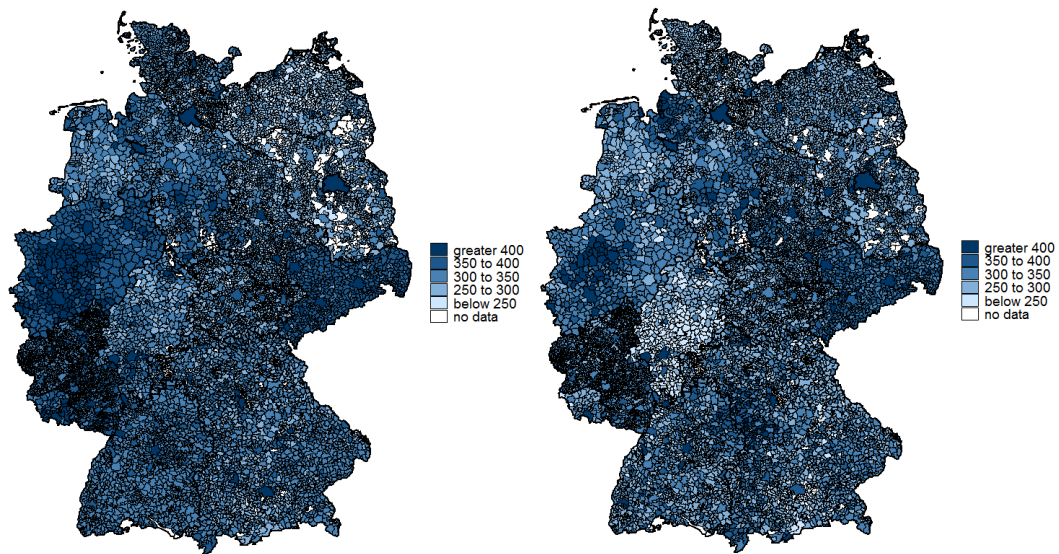 greater 400
350 to 400
300 to 350
250 to 300
below 250
no data
greater 400
350 to 400
300 to 350
250 to 300
below 250
no data